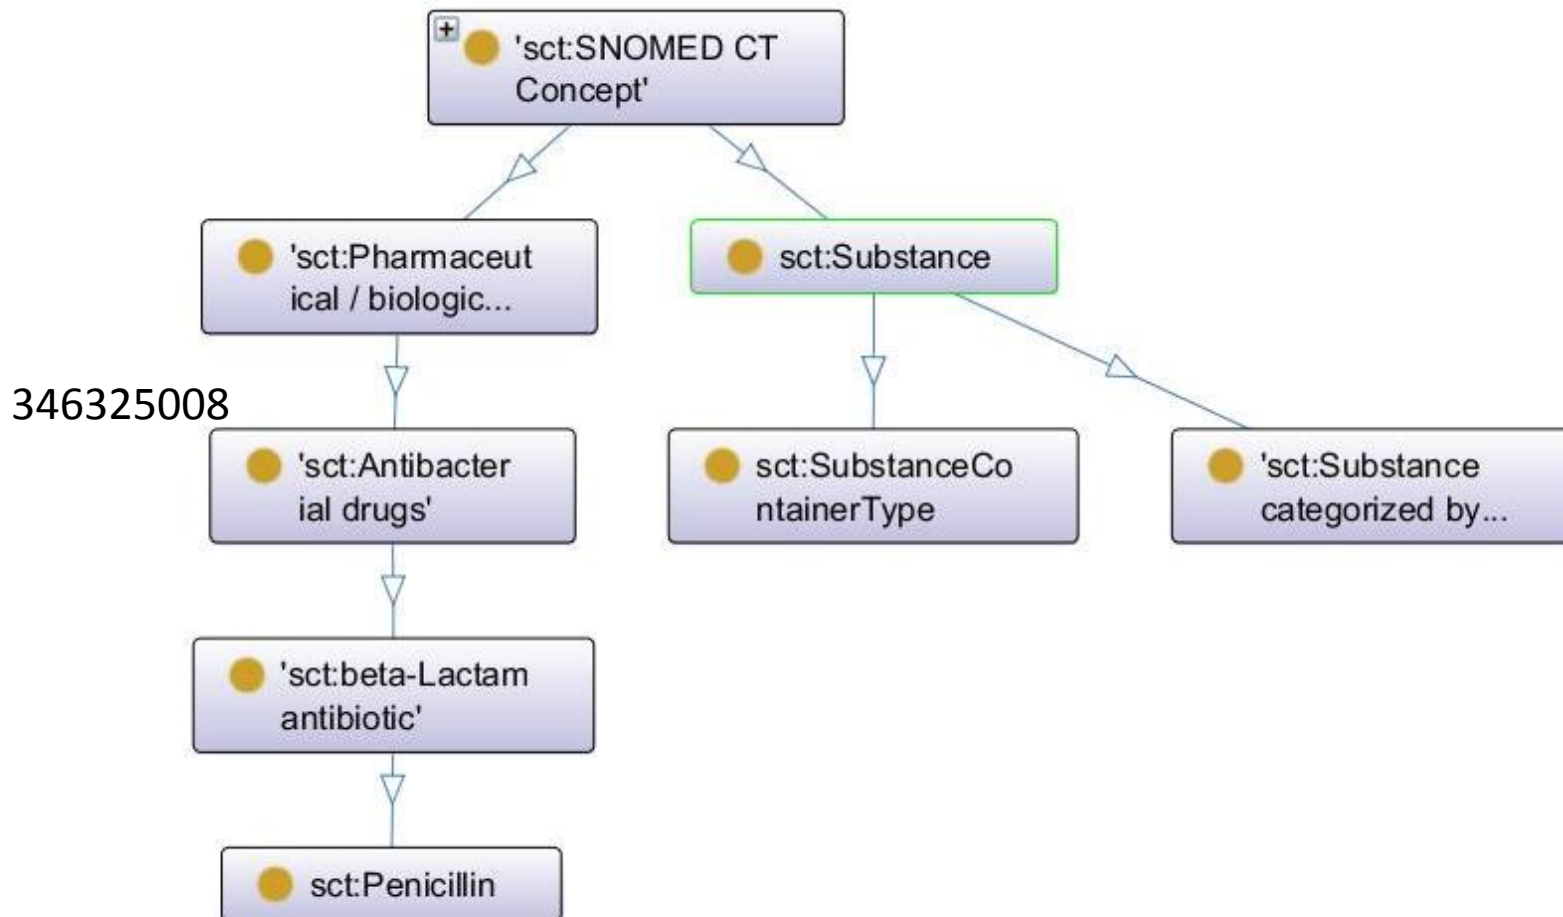 'sct:SNOMED CT
Concept'
'sct:Pharmaceut
ical / biologic...
sct:Substance
346325008
'sct:Antibacter
ial drugs'
sct:SubstanceCo
ntainerType
'sct:Substance
categorized by...
'sct:beta-Lactam
antibiotic'
sct:Penicillin